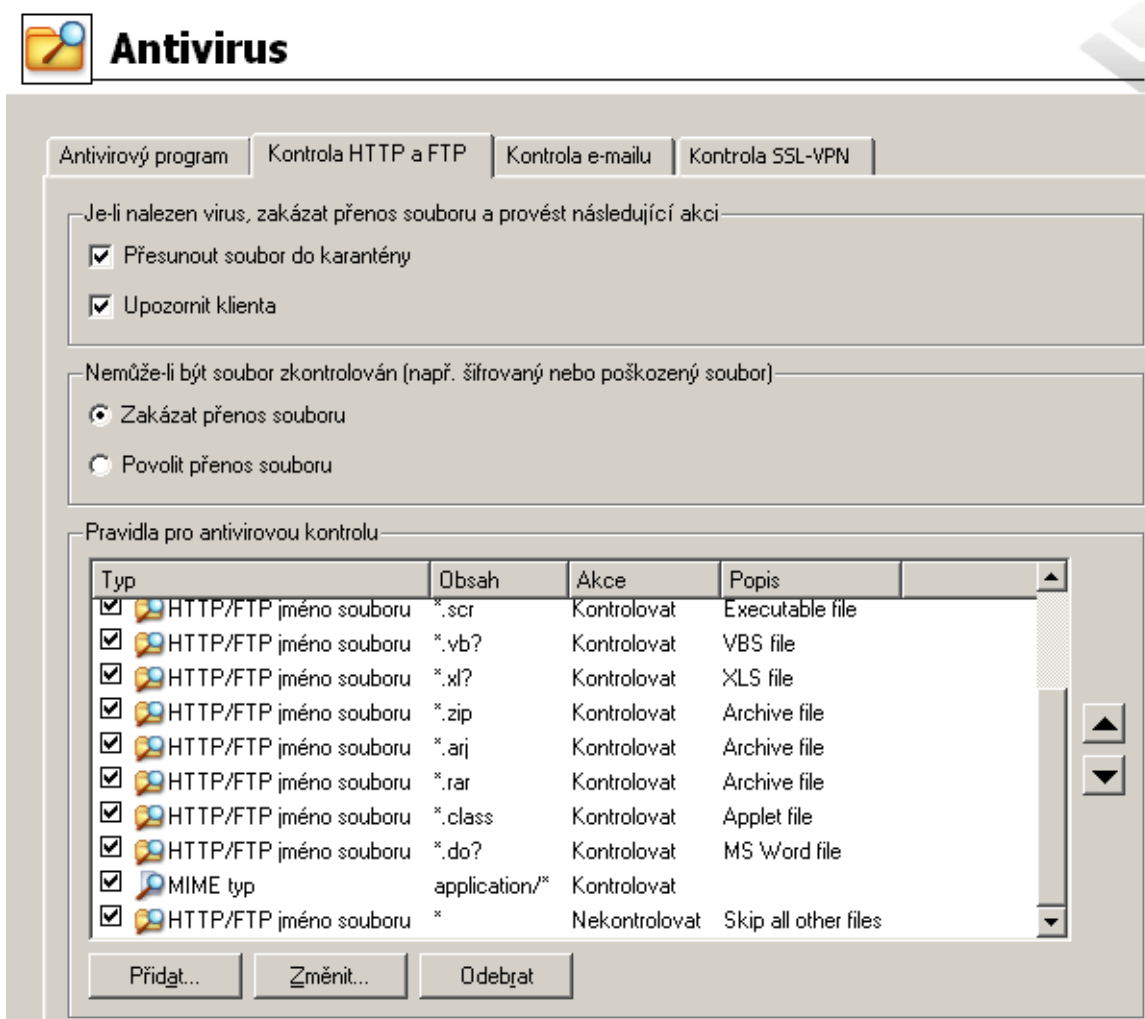 Antivirus
Antivirový program Kontrola HTTP a FTP Kontrola e-mailu Kontrola SSL-VPN
Je-li nalezen virus, zakázat přenos souboru a provést následující akci
Přesunout soubor do karantény
Upozornit klienta
Nemůže-li být soubor zkontrolován (např. šifrovaný nebo poškozený soubor)
Zakázat přenos souboru
Povolit přenos souboru
Pravidla pro antivirovou kontrolu
Typ Obsah Akce Popis
HTTP/FTP jméno souboru *.scr Kontrolovat Executable file
HTTP/FTP jméno souboru *.vb? Kontrolovat VBS file
HTTP/FTP jméno souboru *.xl? Kontrolovat XLS file
HTTP/FTP jméno souboru *.zip Kontrolovat Archive file
HTTP/FTP jméno souboru *.arj Kontrolovat Archive file
HTTP/FTP jméno souboru *.rar Kontrolovat Archive file
HTTP/FTP jméno souboru *.class Kontrolovat Applet file
HTTP/FTP jméno souboru *.do? Kontrolovat MS Word file
MIME typ application/* Kontrolovat
HTTP/FTP jméno souboru * Nekontrolovat Skip all other files
Přidat... Změnit... Odebrat